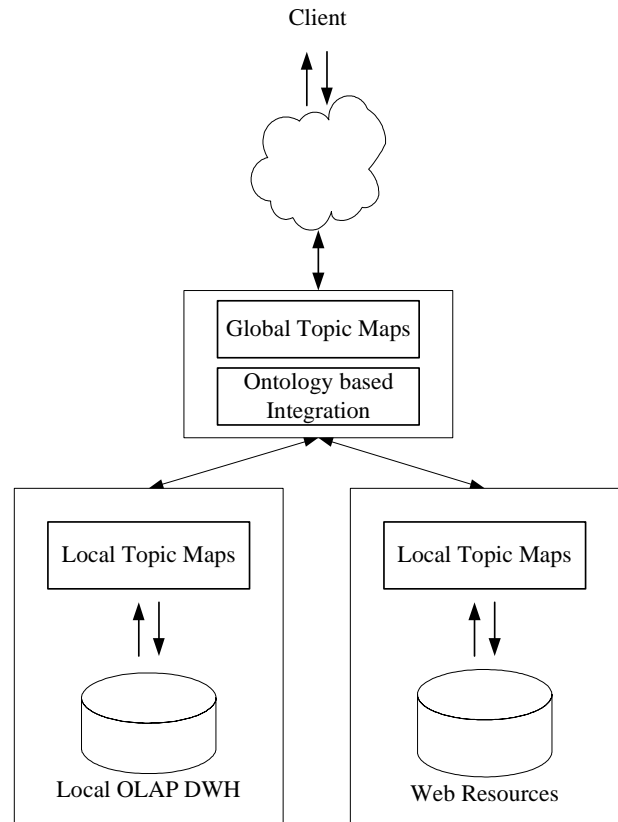 Client
Global Topic Maps
Ontology based
Integration
Local Topic Maps
Local Topic Maps
Local OLAP DWH
Web Resources